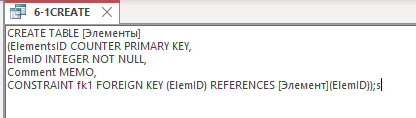 6-1CREATE
CREATE TABLE [Элементы]
(ElementsID COUNTER PRIMARY KEY,
ElemID INTEGER NOT NULL,
Comment MEMO,
CONSTRAINT fk1 FOREIGN KEY (ElemID) REFERENCES [Элемент](ElemID));s